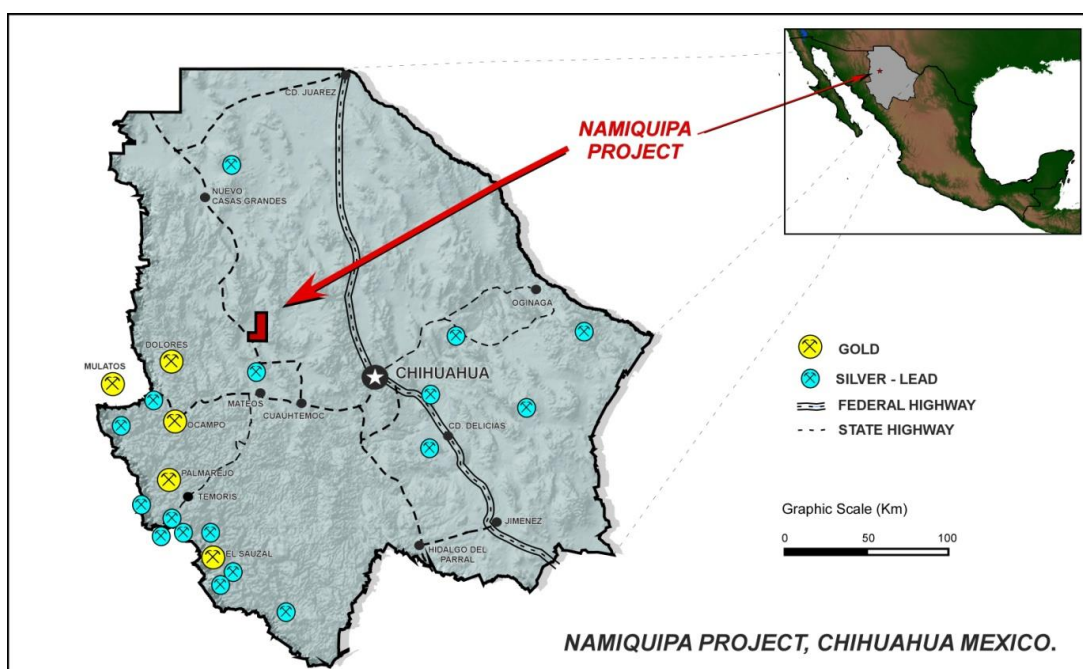 CD. JUAREZ
NUEVO
CASAS GRANDES
NAMIQUIPA
PROJECT
OGINAGA
DOLORES
MULATOS
CHIHUAHUA
MATEOS
CUAUHTEMOC
OCAMPO
CD. DELICIAS
PALMAREJO
TEMORIS
JIMENEZ
EL SAUZAL
HIDALGO DEL
PARRAL
GOLD
SILVER - LEAD
FEDERAL HIGHWAY
STATE HIGHWAY
Graphic Scale (Km)
0 50 100
NAMIQUIPA PROJECT, CHIHUAHUA MEXICO.